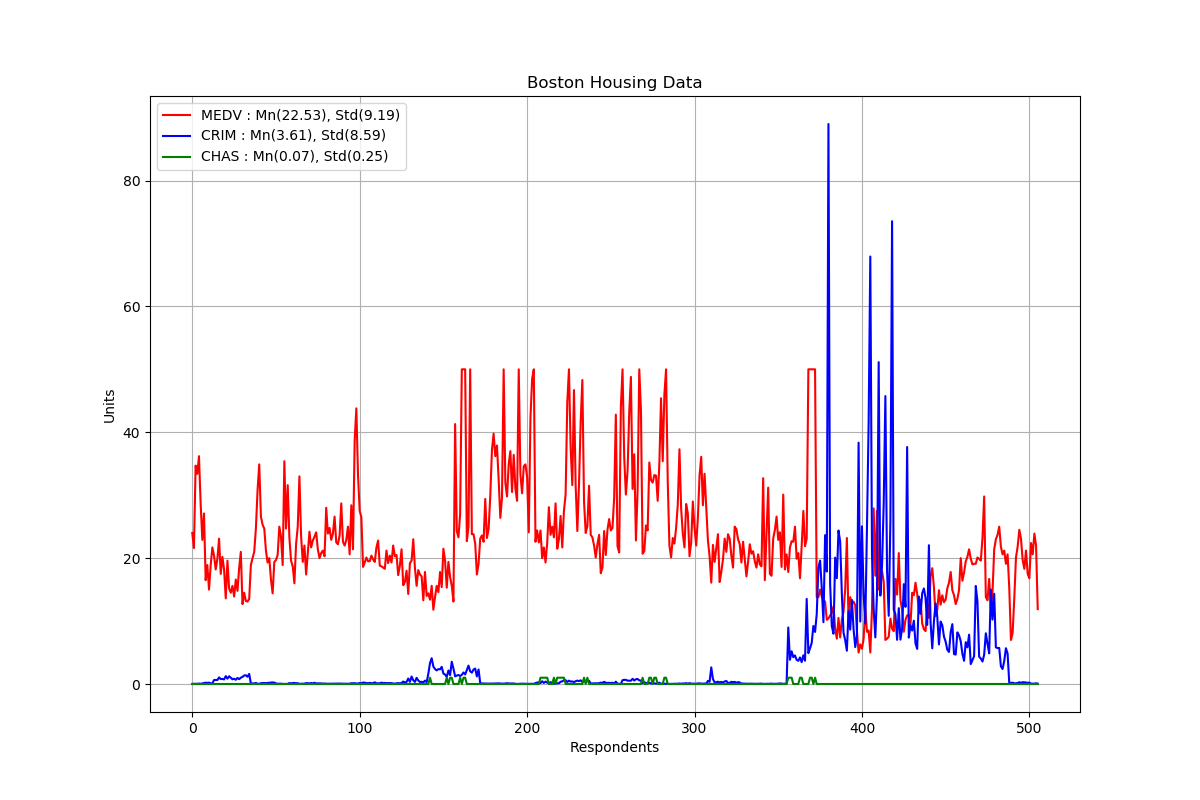 Boston Housing Data
MEDV : Mn(22.53), Std(9.19)
CRIM : Mn(3.61), Std(8.59)
CHAS : Mn(0.07), Std(0.25)
80
60
40
20
0
Units
0 100 200 300 400 500
Respondents